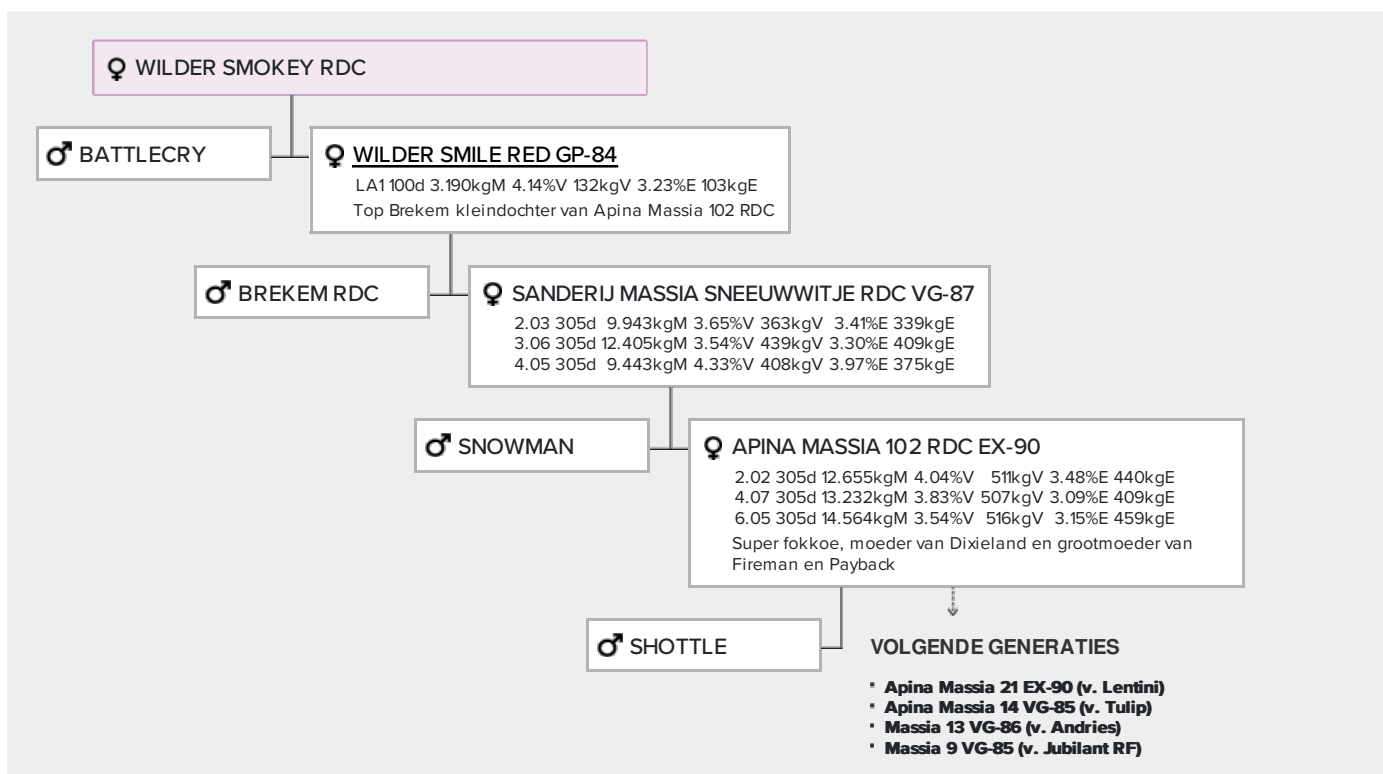 ♀ WILDER SMOKEY RDC
♂ BATTLECRY
♀ WILDER SMILE RED GP-84
LA1 100d 3.190kgM 4.14%V 132kgV 3.23%E 103kgE
Top Brekem kleindochter van Apina Massia 102 RDC
♂ BREKEM RDC
♀ SANDERIJ MASSIA SNEEUWWITJE RDC VG-87
2.03 305d 9.943kgM 3.65%V 363kgV 3.41%E 339kgE
3.06 305d 12.405kgM 3.54%V 439kgV 3.30%E 409kgE
4.05 305d 9.443kgM 4.33%V 408kgV 3.97%E 375kgE
♂ SNOWMAN
♀ APINA MASSIA 102 RDC EX-90
2.02 305d 12.655kgM 4.04%V 511kgV 3.48%E 440kgE
4.07 305d 13.232kgM 3.83%V 507kgV 3.09%E 409kgE
6.05 305d 14.564kgM 3.54%V 516kgV 3.15%E 459kgE
Super fokkoe, moeder van Dixieland en grootmoeder van
Fireman en Payback
♂ SHOTTLE
VOLGENDE GENERATIES
* Apina Massia 21 EX-90 (v. Lentini)
* Apina Massia 14 VG-85 (v. Tulip)
* Massia 13 VG-86 (v. Andries)
* Massia 9 VG-85 (v. Jubilant RF)